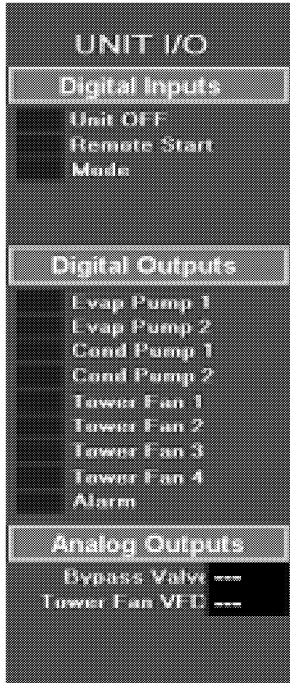 UNIT I/O
Digital Inputs
Unit OFF
Remote Start
Mode
Digital Outputs
Evap Pump 1
Evap Pump 2
Cond Pump 1
Cond Pump 2
Tower Fan 1
Tower Fan 2
Tower Fan 3
Tower Fan 4
Alarm
Analog Outputs
Bypass Valve ---
Tower Fan VFD ---